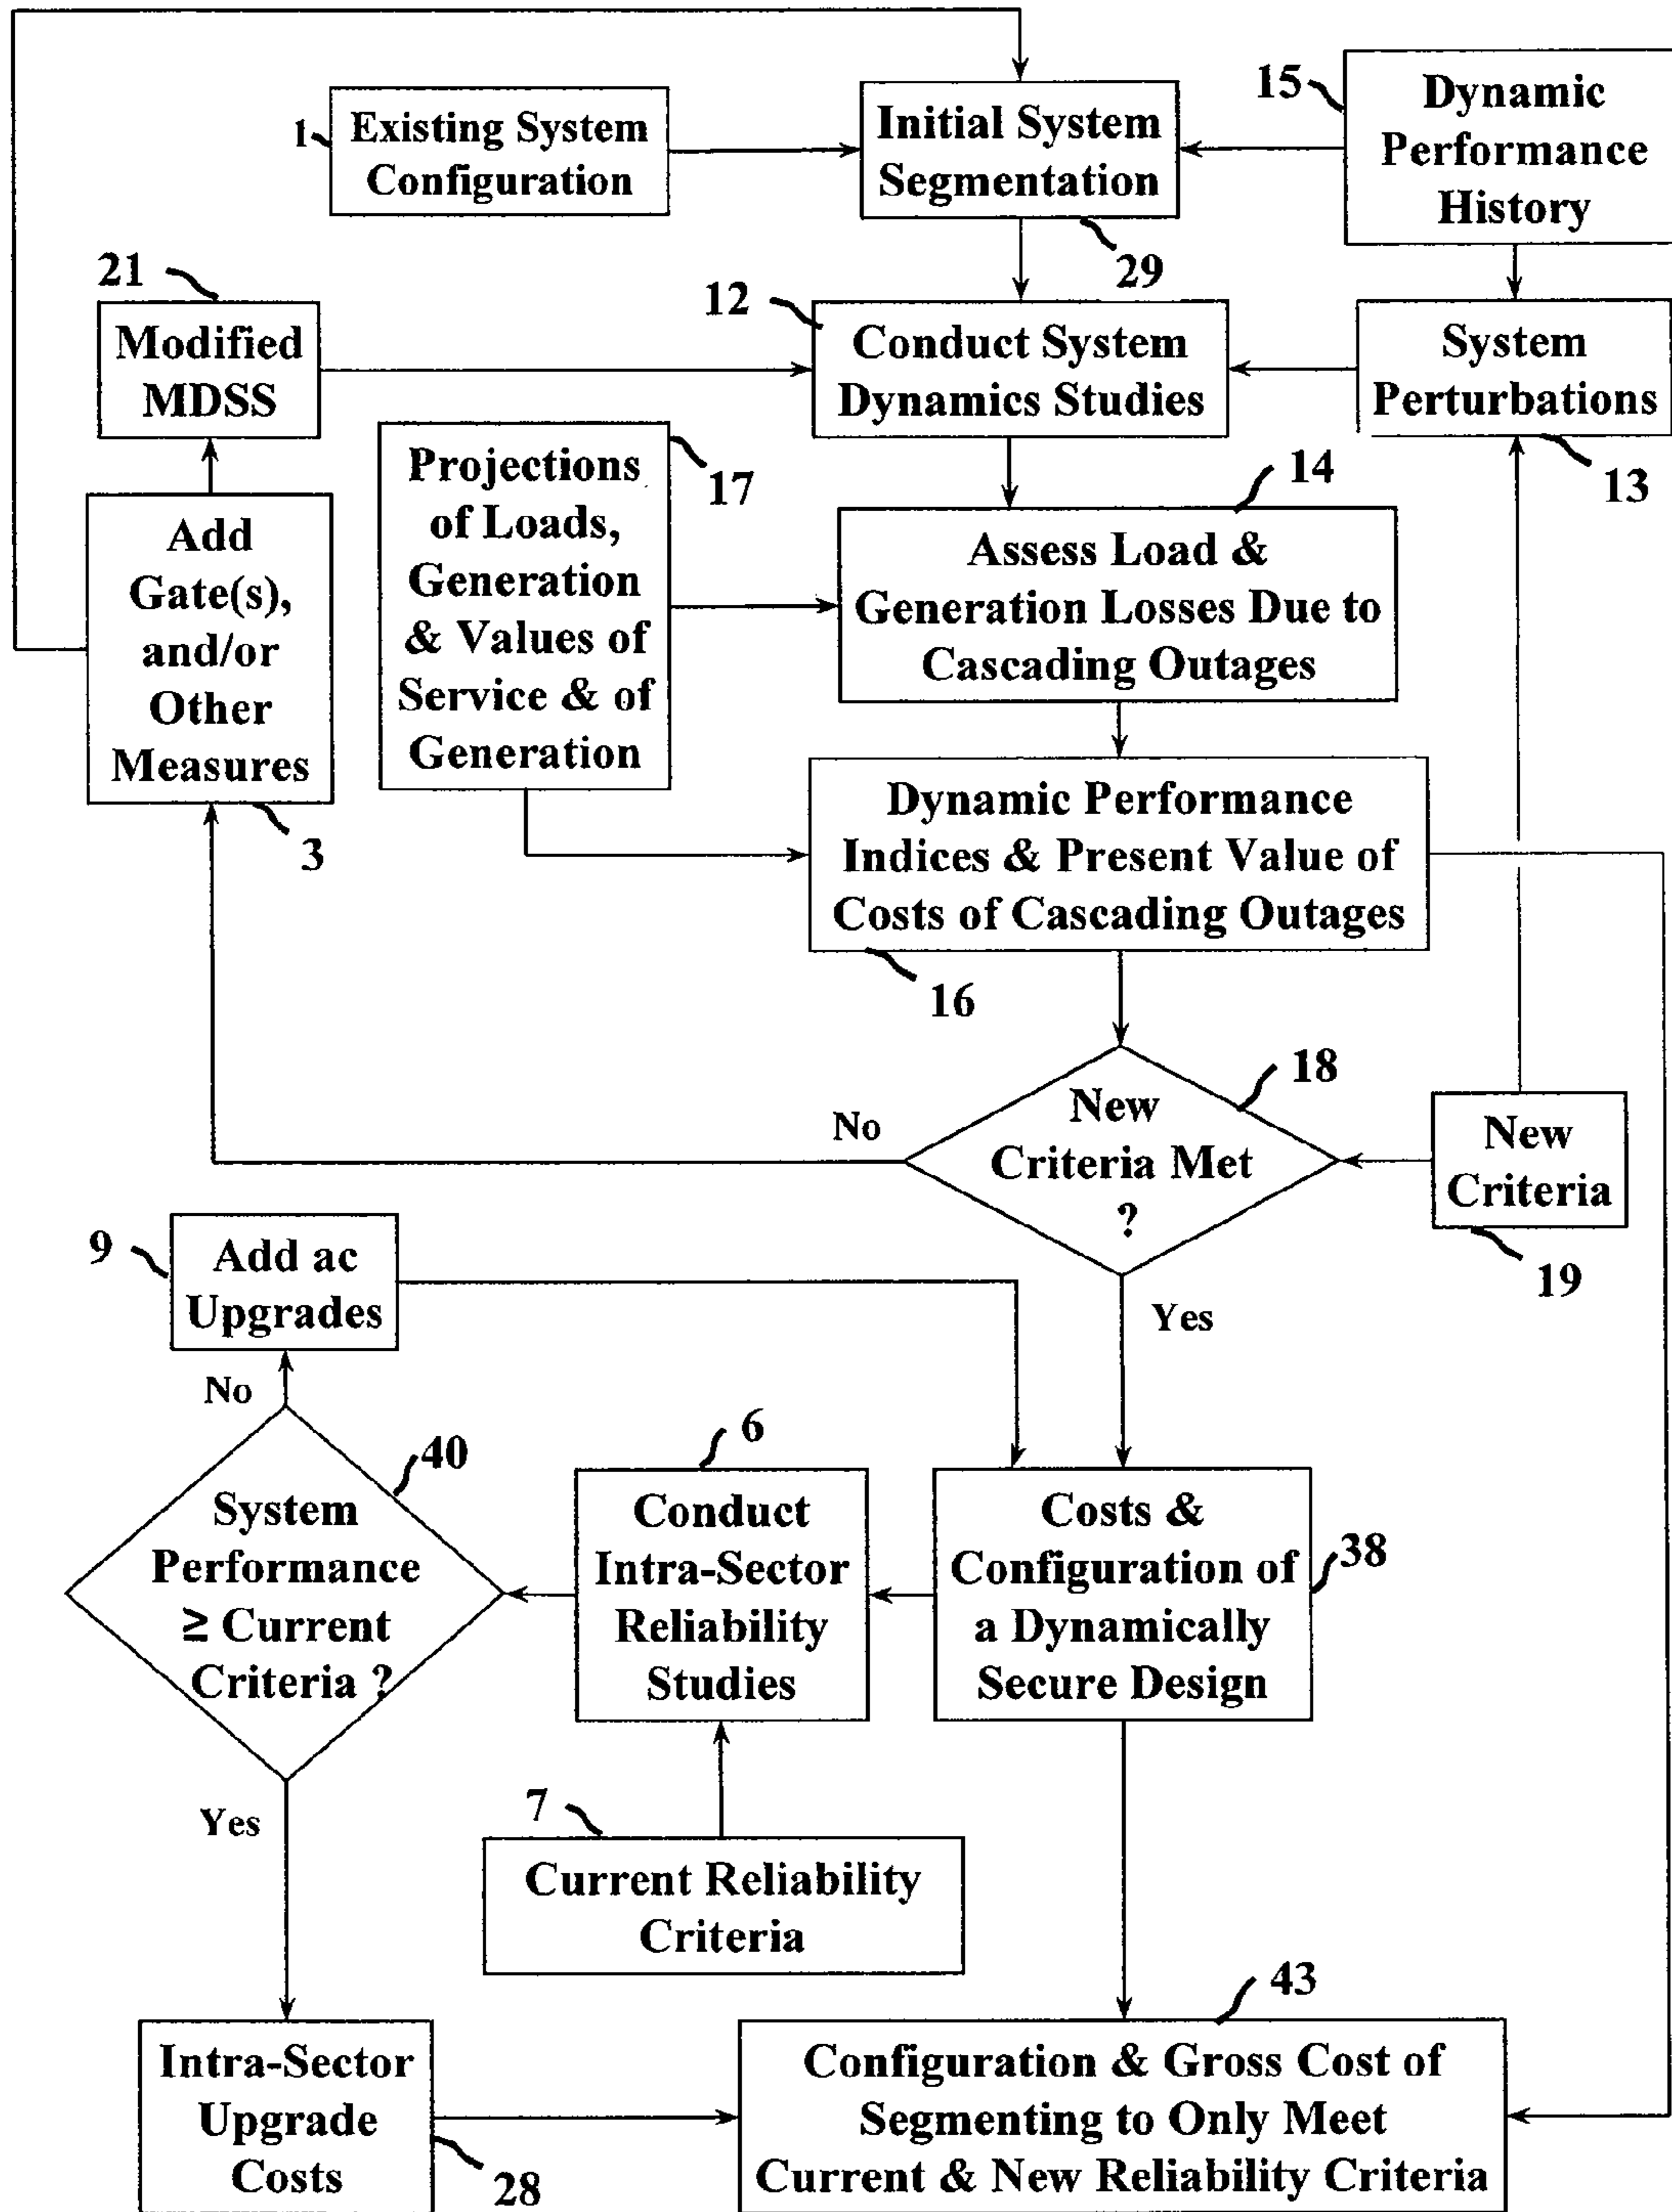 1
Existing System
Configuration
Initial System
Segmentation
29
15
Dynamic
Performance
History
21
Modified
MDSS
12
Conduct System
Dynamics Studies
System
Perturbations
13
Add
Gate(s),
and/or
Other
Measures
3
Projections
of Loads,
Generation
& Values of
Service & of
Generation
17
14
Assess Load &
Generation Losses Due to
Cascading Outages
Dynamic Performance
Indices & Present Value of
Costs of Cascading Outages
16
18
New
Criteria Met
?
No
Yes
New
Criteria
19
9
Add ac
Upgrades
No
40
System
Performance
≥ Current
Criteria ?
Yes
6
Conduct
Intra-Sector
Reliability
Studies
Costs &
Configuration of
a Dynamically
Secure Design
38
7
Current Reliability
Criteria
Intra-Sector
Upgrade
Costs
28
43
Configuration & Gross Cost of
Segmenting to Only Meet
Current & New Reliability Criteria